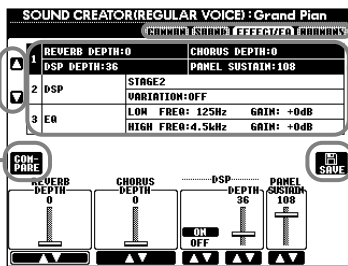 SOUND CREATOR(REGULAR VOICE):Grand Pian
COMMON SOUND EFFECT/EQ HARMONY
1 REVERB DEPTH:0 CHORUS DEPTH:0
DSP DEPTH:36 PANEL SUSTAIN:108
2 DSP STAGE2
VARIATION:OFF
3 EQ LOW FREQ: 125Hz GAIN: +0dB
HIGH FREQ:4.5kHz GAIN: +0dB
COM-
PARE
SAVE
REVERB DEPTH CHORUS DEPTH DSP DEPTH PANEL SUSTAIN
0 0 36 108
ON
OFF